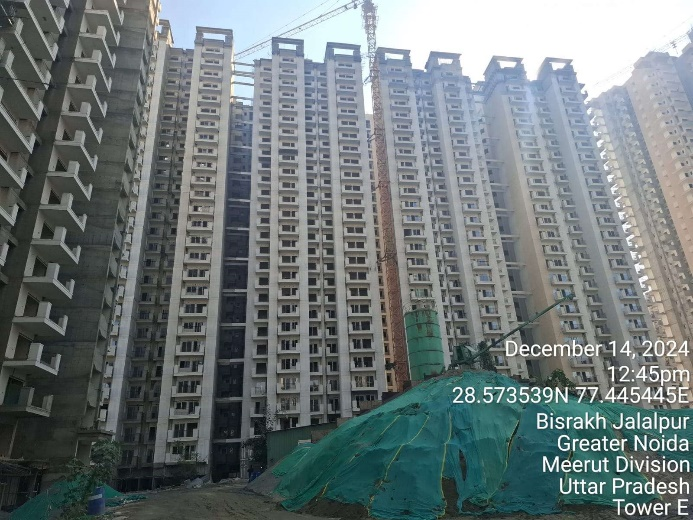 December 14, 2024
12:45pm
28.573539N 77.445445E
Bisrakh Jalalpur
Greater Noida
Meerut Division
Uttar Pradesh
Tower E